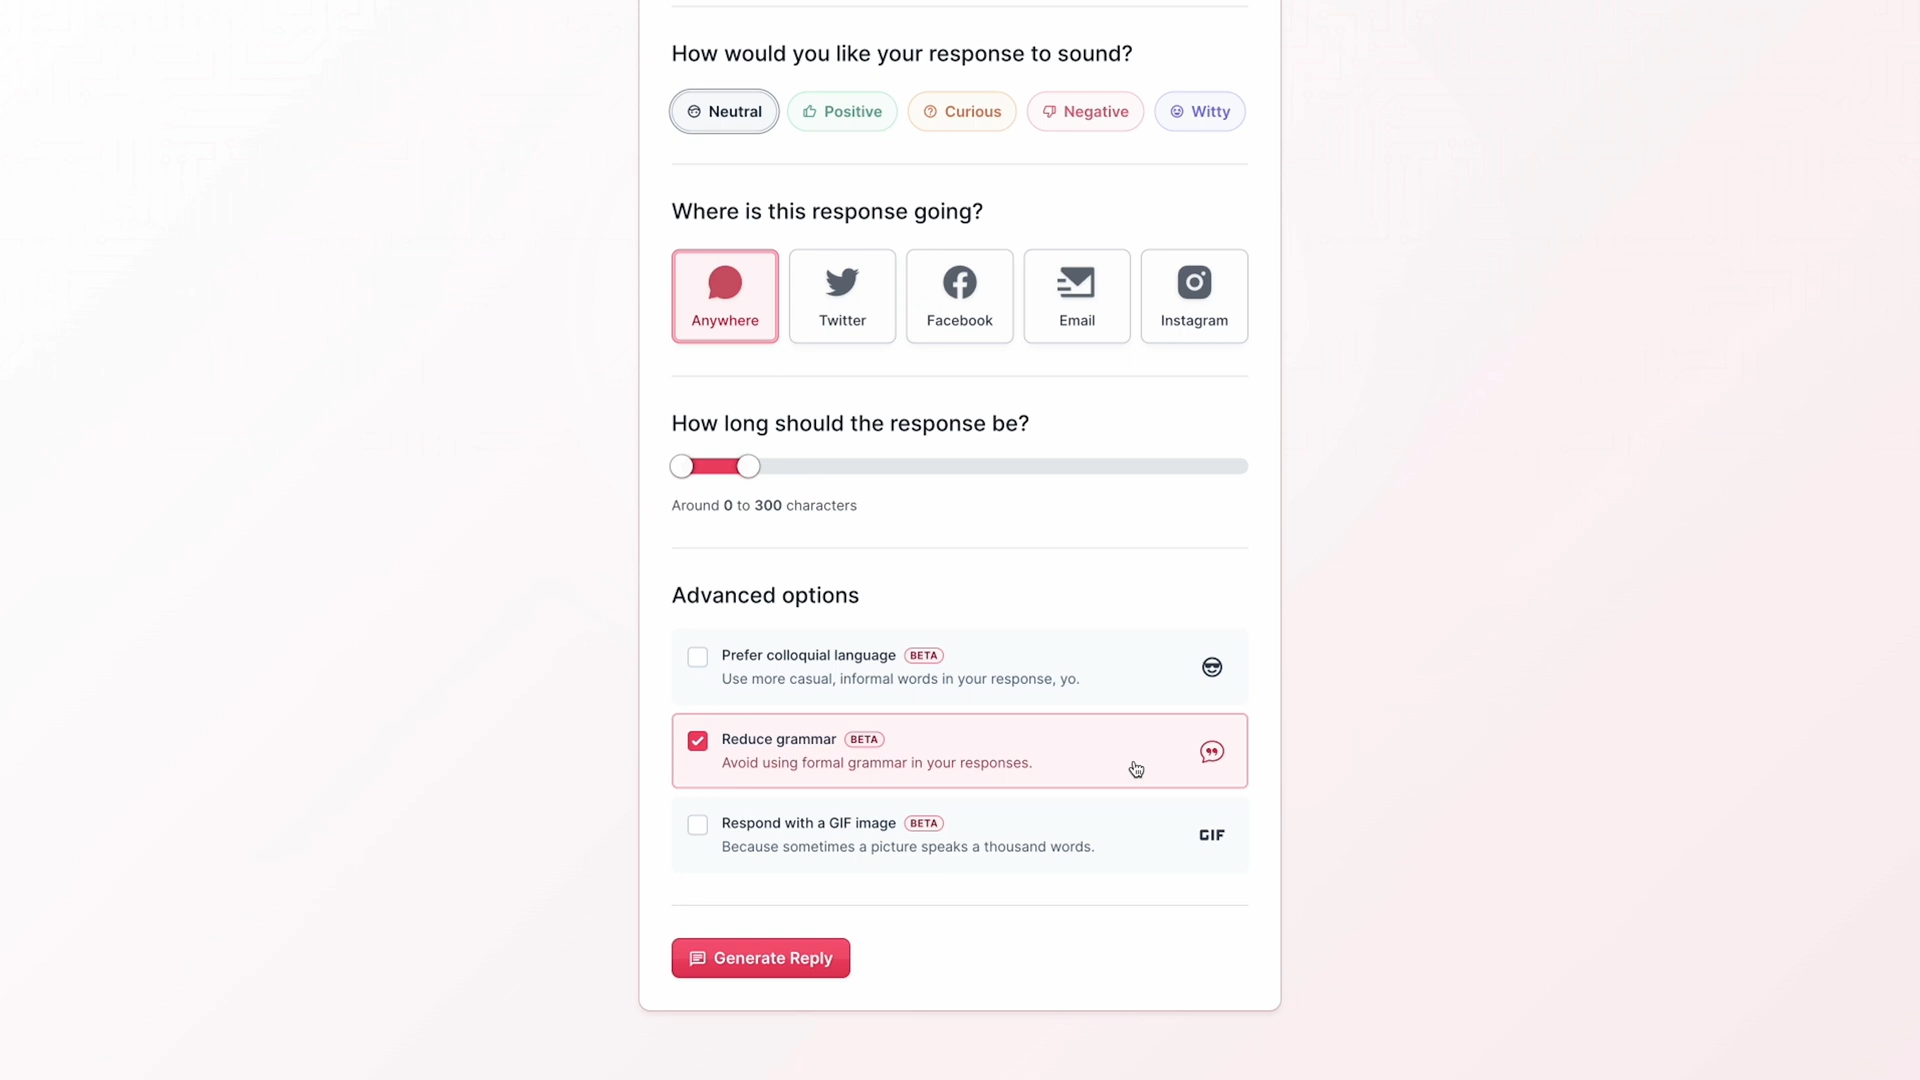 How would you like your response to sound?
Neutral Positive Curious Negative Witty
Where is this response going?
Anywhere Twitter Facebook Email Instagram
How long should the response be?
Around 0 to 300 characters
Advanced options
Prefer colloquial language BETA
Use more casual, informal words in your response, yo.
Reduce grammar BETA
Avoid using formal grammar in your responses.
Respond with a GIF image BETA
Because sometimes a picture speaks a thousand words.
GIF
Generate Reply